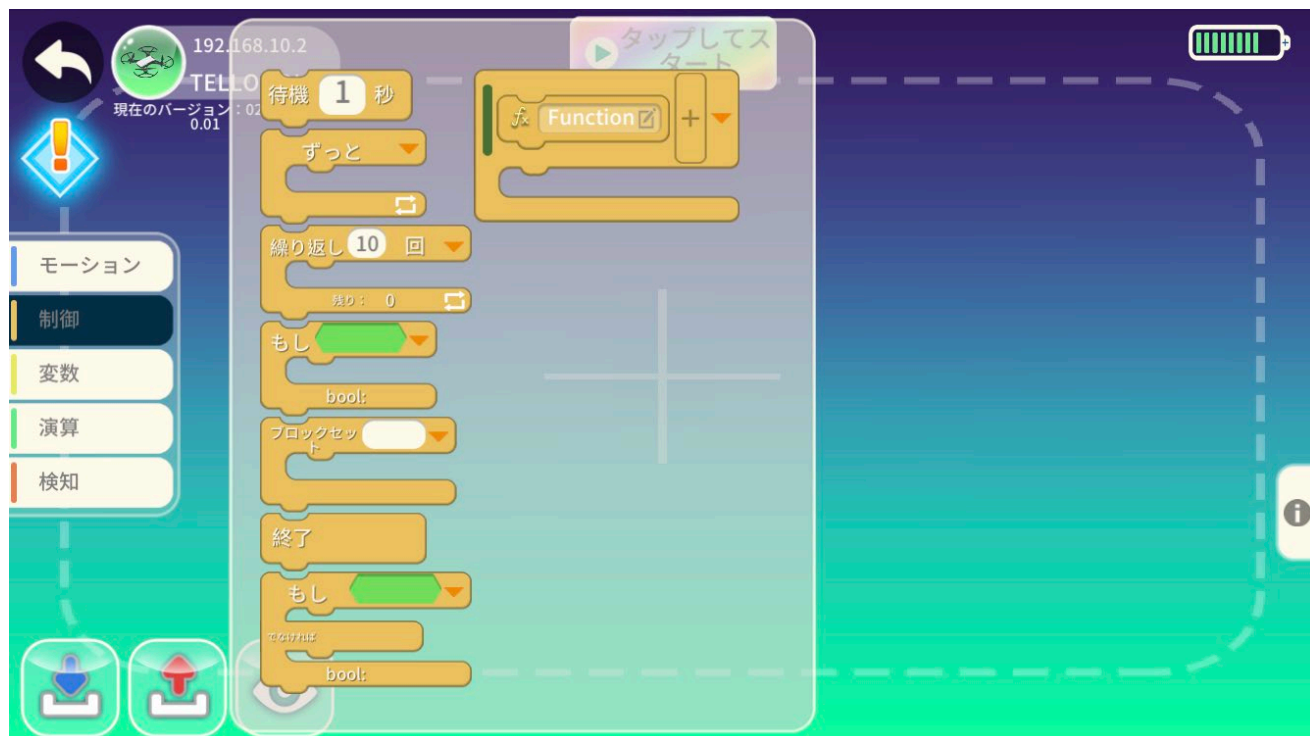 192.168.10.2
TELLO
現在のバージョン：02
0.01
タップしてス
タート
モーション
制御
変数
演算
検知
待機 1 秒
ずっと
繰り返し 10 回
残り： 0
もし
bool:
ブロックセッ
ト
終了
もし
でなければ
bool:
fx Function
+